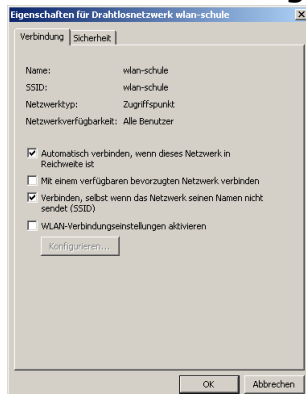 Eigenschaften für Drahtlosnetzwerk wlan-schule
Verbindung Sicherheit
Name: wlan-schule
SSID: wlan-schule
Netzwerktyp: Zugriffspunkt
Netzwerkverfügbarkeit: Alle Benutzer
Automatisch verbinden, wenn dieses Netzwerk in
Reichweite ist
Mit einem verfügbaren bevorzugten Netzwerk verbinden
Verbinden, selbst wenn das Netzwerk seinen Namen nicht
sendet (SSID)
WLAN-Verbindungseinstellungen aktivieren
Konfigurieren...
OK Abbrechen